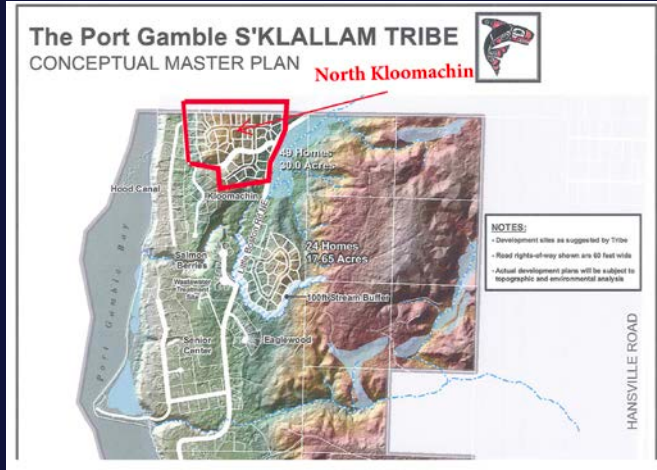 The Port Gamble S'KLALLAM TRIBE
CONCEPTUAL MASTER PLAN
North Kloomachin
49 Homes
30.0 Acres
Hood Canal
Kloomachin
24 Homes
17.65 Acres
Salmon
Berries
Wastewater
Treatment
Site
100ft Stream Buffer
Senior
Center
Eaglewood
Port Gamble Bay
NOTES:
- Development sites as suggested by Tribe
- Road rights-of-way shown are 60 feet wide
- Actual development plans will be subject to
topographic and environmental analysis
HANSVILLE ROAD